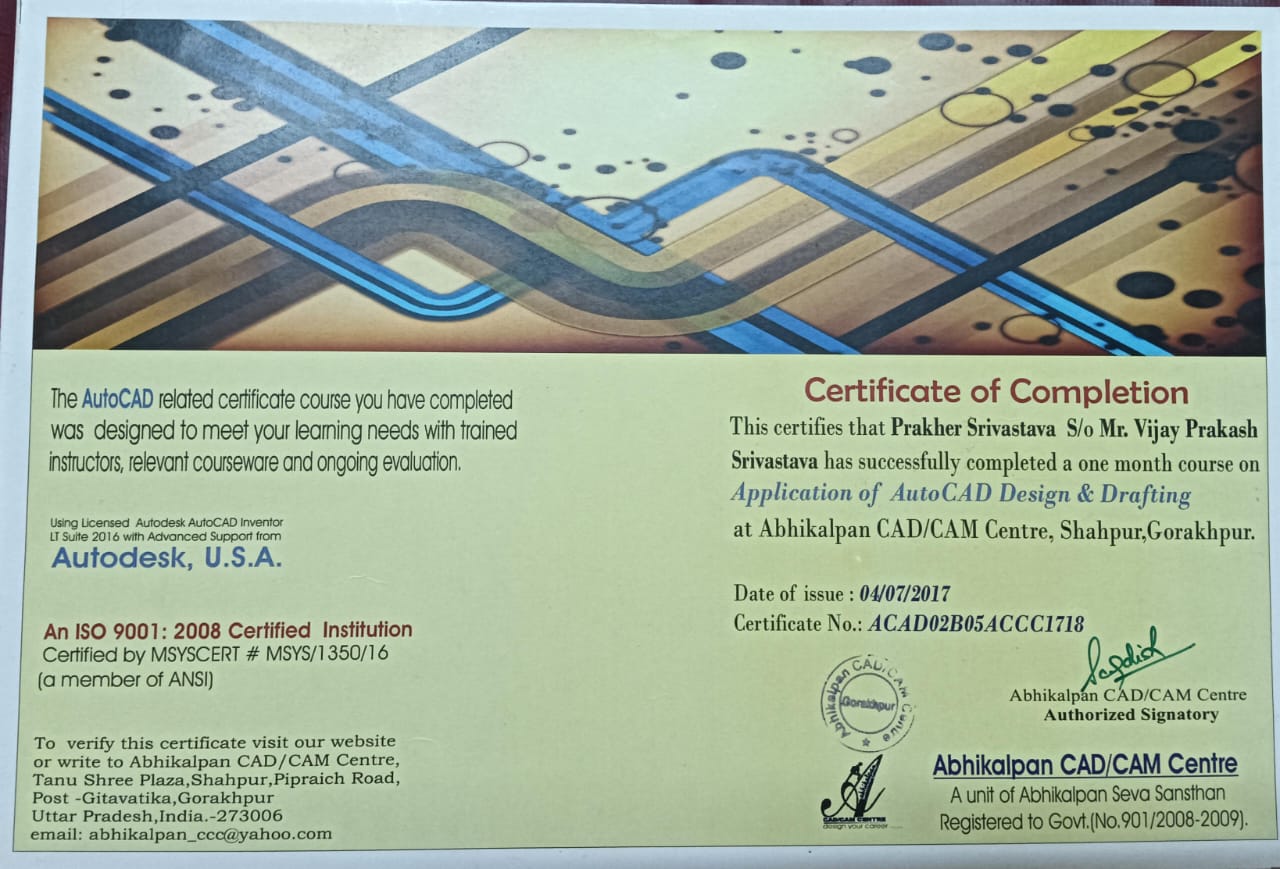 The AutoCAD related certificate course you have completed
was designed to meet your learning needs with trained
instructors, relevant courseware and ongoing evaluation.
Using Licensed Autodesk AutoCAD Inventor
LT Suite 2016 with Advanced Support from
Autodesk, U.S.A.
An ISO 9001: 2008 Certified Institution
Certified by MSYSCERT # MSYS/1350/16
(a member of ANSI)
To verify this certificate visit our website
or write to Abhikalpan CAD/CAM Centre,
Tanu Shree Plaza,Shahpur,Pipraich Road,
Post -Gitavatika,Gorakhpur
Uttar Pradesh,India.-273006
email: abhikalpan_ccc@yahoo.com
Certificate of Completion
This certifies that Prakher Srivastava S/o Mr. Vijay Prakash
Srivastava has successfully completed a one month course on
Application of AutoCAD Design & Drafting
at Abhikalpan CAD/CAM Centre, Shahpur,Gorakhpur.
Date of issue : 04/07/2017
Certificate No.: ACAD02B05ACCC1718
Abhikalpan CAD/CAM Centre
Gorakhpur
Abhikalpan CAD/CAM Centre
Authorized Signatory
CAD/CAM CENTRE
design your career ......
Abhikalpan CAD/CAM Centre
A unit of Abhikalpan Seva Sansthan
Registered to Govt.(No.901/2008-2009).